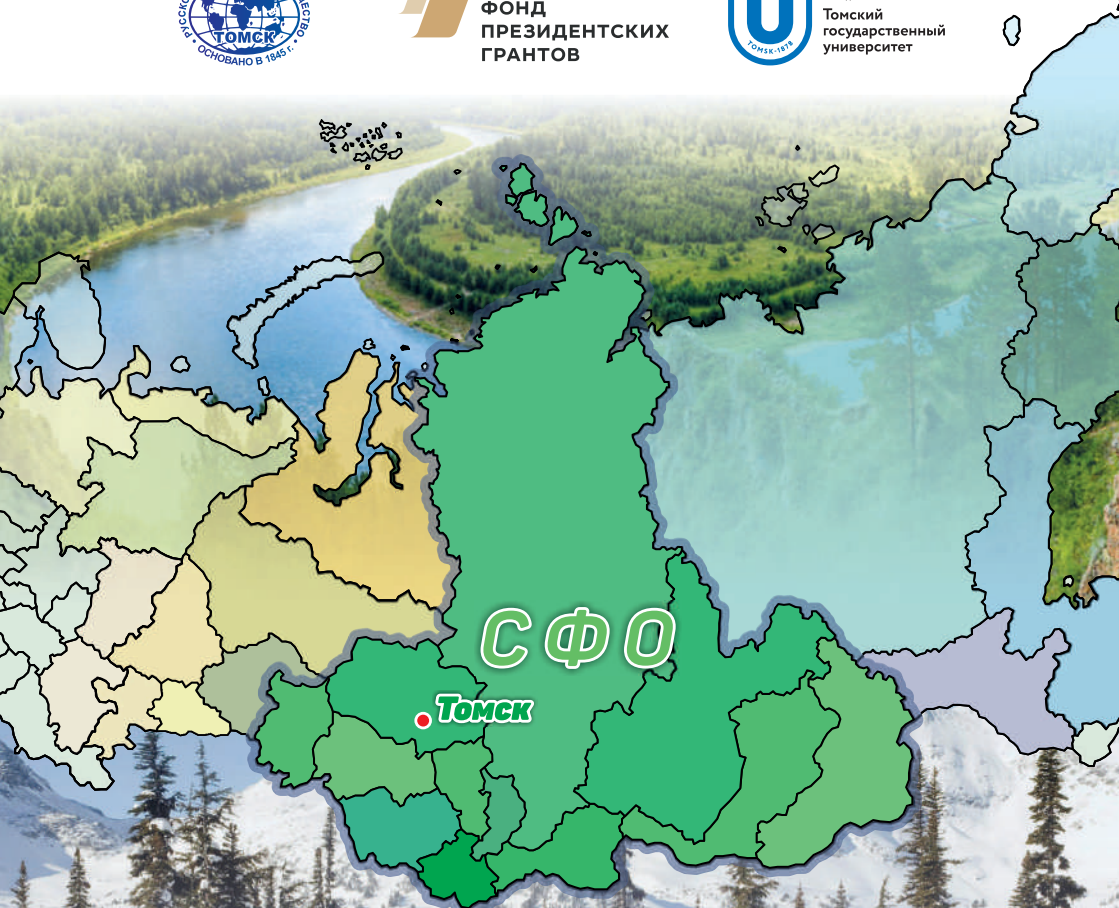 ТОМСК
ОСНОВАНО В 1845 г.
ФОНД
ПРЕЗИДЕНТСКИХ
ГРАНТОВ
TOMSK-1878
Томский
государственный
университет
СФО
Томск